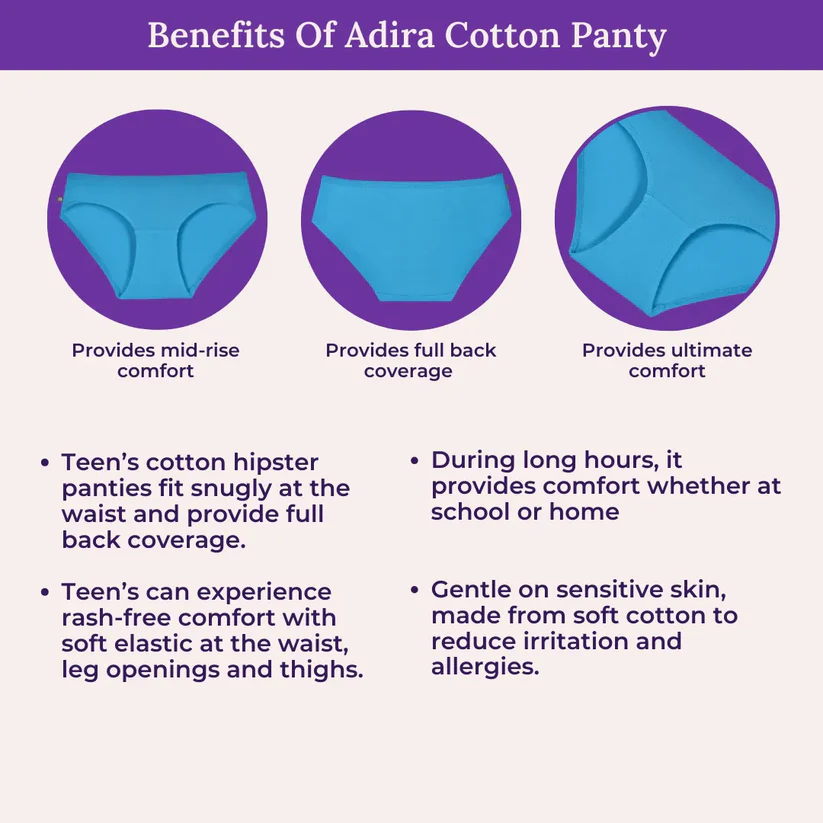 Benefits Of Adira Cotton Panty
Provides mid-rise
comfort
Provides full back
coverage
Provides ultimate
comfort
• Teen’s cotton hipster
panties fit snugly at the
waist and provide full
back coverage.
• Teen’s can experience
rash-free comfort with
soft elastic at the waist,
leg openings and thighs.
• During long hours, it
provides comfort whether at
school or home
• Gentle on sensitive skin,
made from soft cotton to
reduce irritation and
allergies.